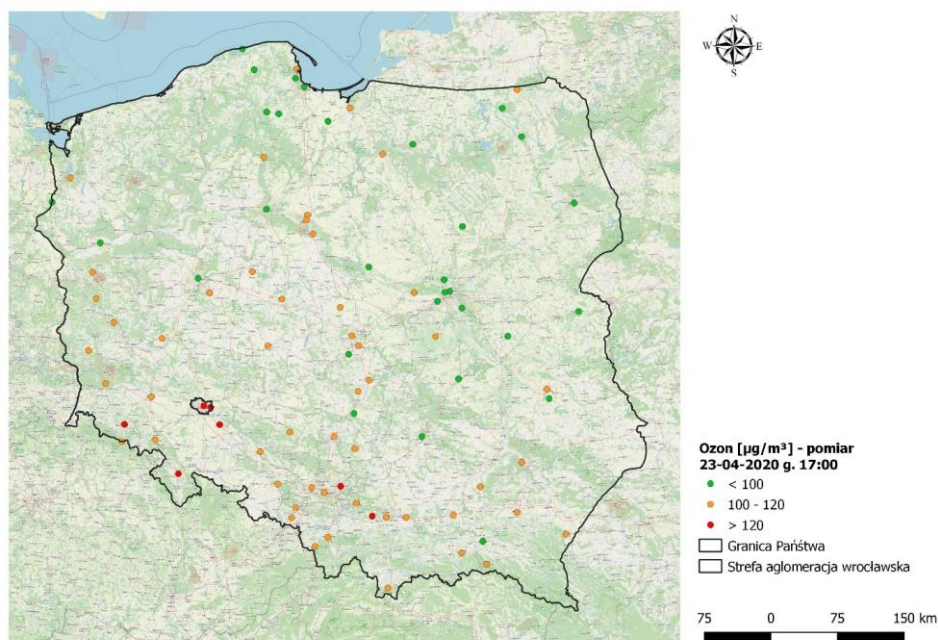 N
W E
S
Ozon [µg/m³] - pomiar
23-04-2020 g. 17:00
< 100
100 - 120
> 120
Granica Państwa
Strefa aglomeracja wrocławska
75 0 75 150 km